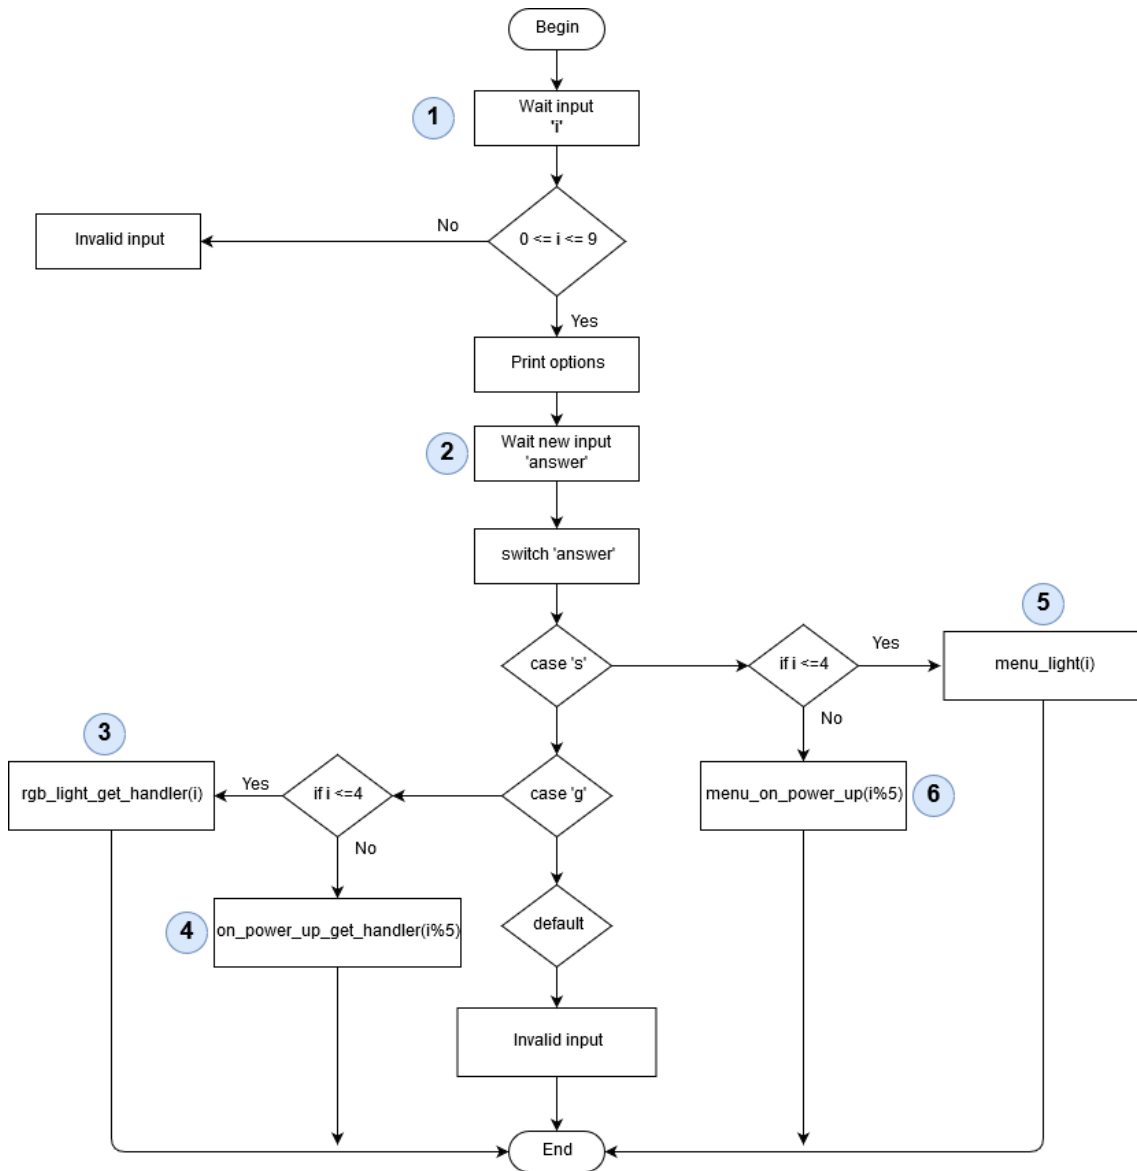 Begin
1
Wait input
'i'
No
Invalid input
0 <= i <= 9
Yes
Print options
2
Wait new input
'answer'
switch 'answer'
5
case 's'
if i <=4
Yes
menu_light(i)
No
3
rgb_light_get_handler(i)
Yes
if i <=4
case 'g'
menu_on_power_up(i%5)
6
No
4
on_power_up_get_handler(i%5)
default
Invalid input
End